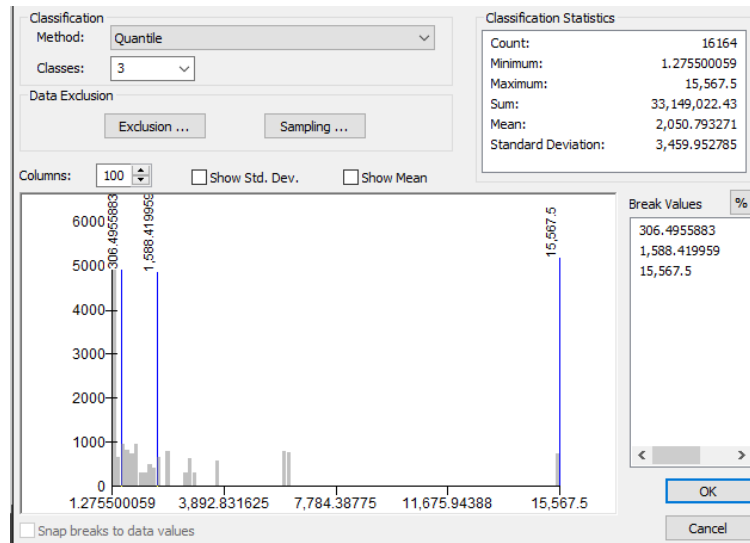 Classification
Method: Quantile
Classes: 3
Data Exclusion
Exclusion ...
Sampling ...
Classification Statistics
Count: 16164
Minimum: 1.275500059
Maximum: 15,567.5
Sum: 33,149,022.43
Mean: 2,050.793271
Standard Deviation: 3,459.952785
Columns: 100
Show Std. Dev.
Show Mean
306.4955883
1,588.419959
15,567.5
6000
5000
4000
3000
2000
1000
0
1.275500059 3,892.831625 7,784.38775 11,675.94388 15,567.5
Break Values %
306.4955883
1,588.419959
15,567.5
OK
Cancel
Snap breaks to data values